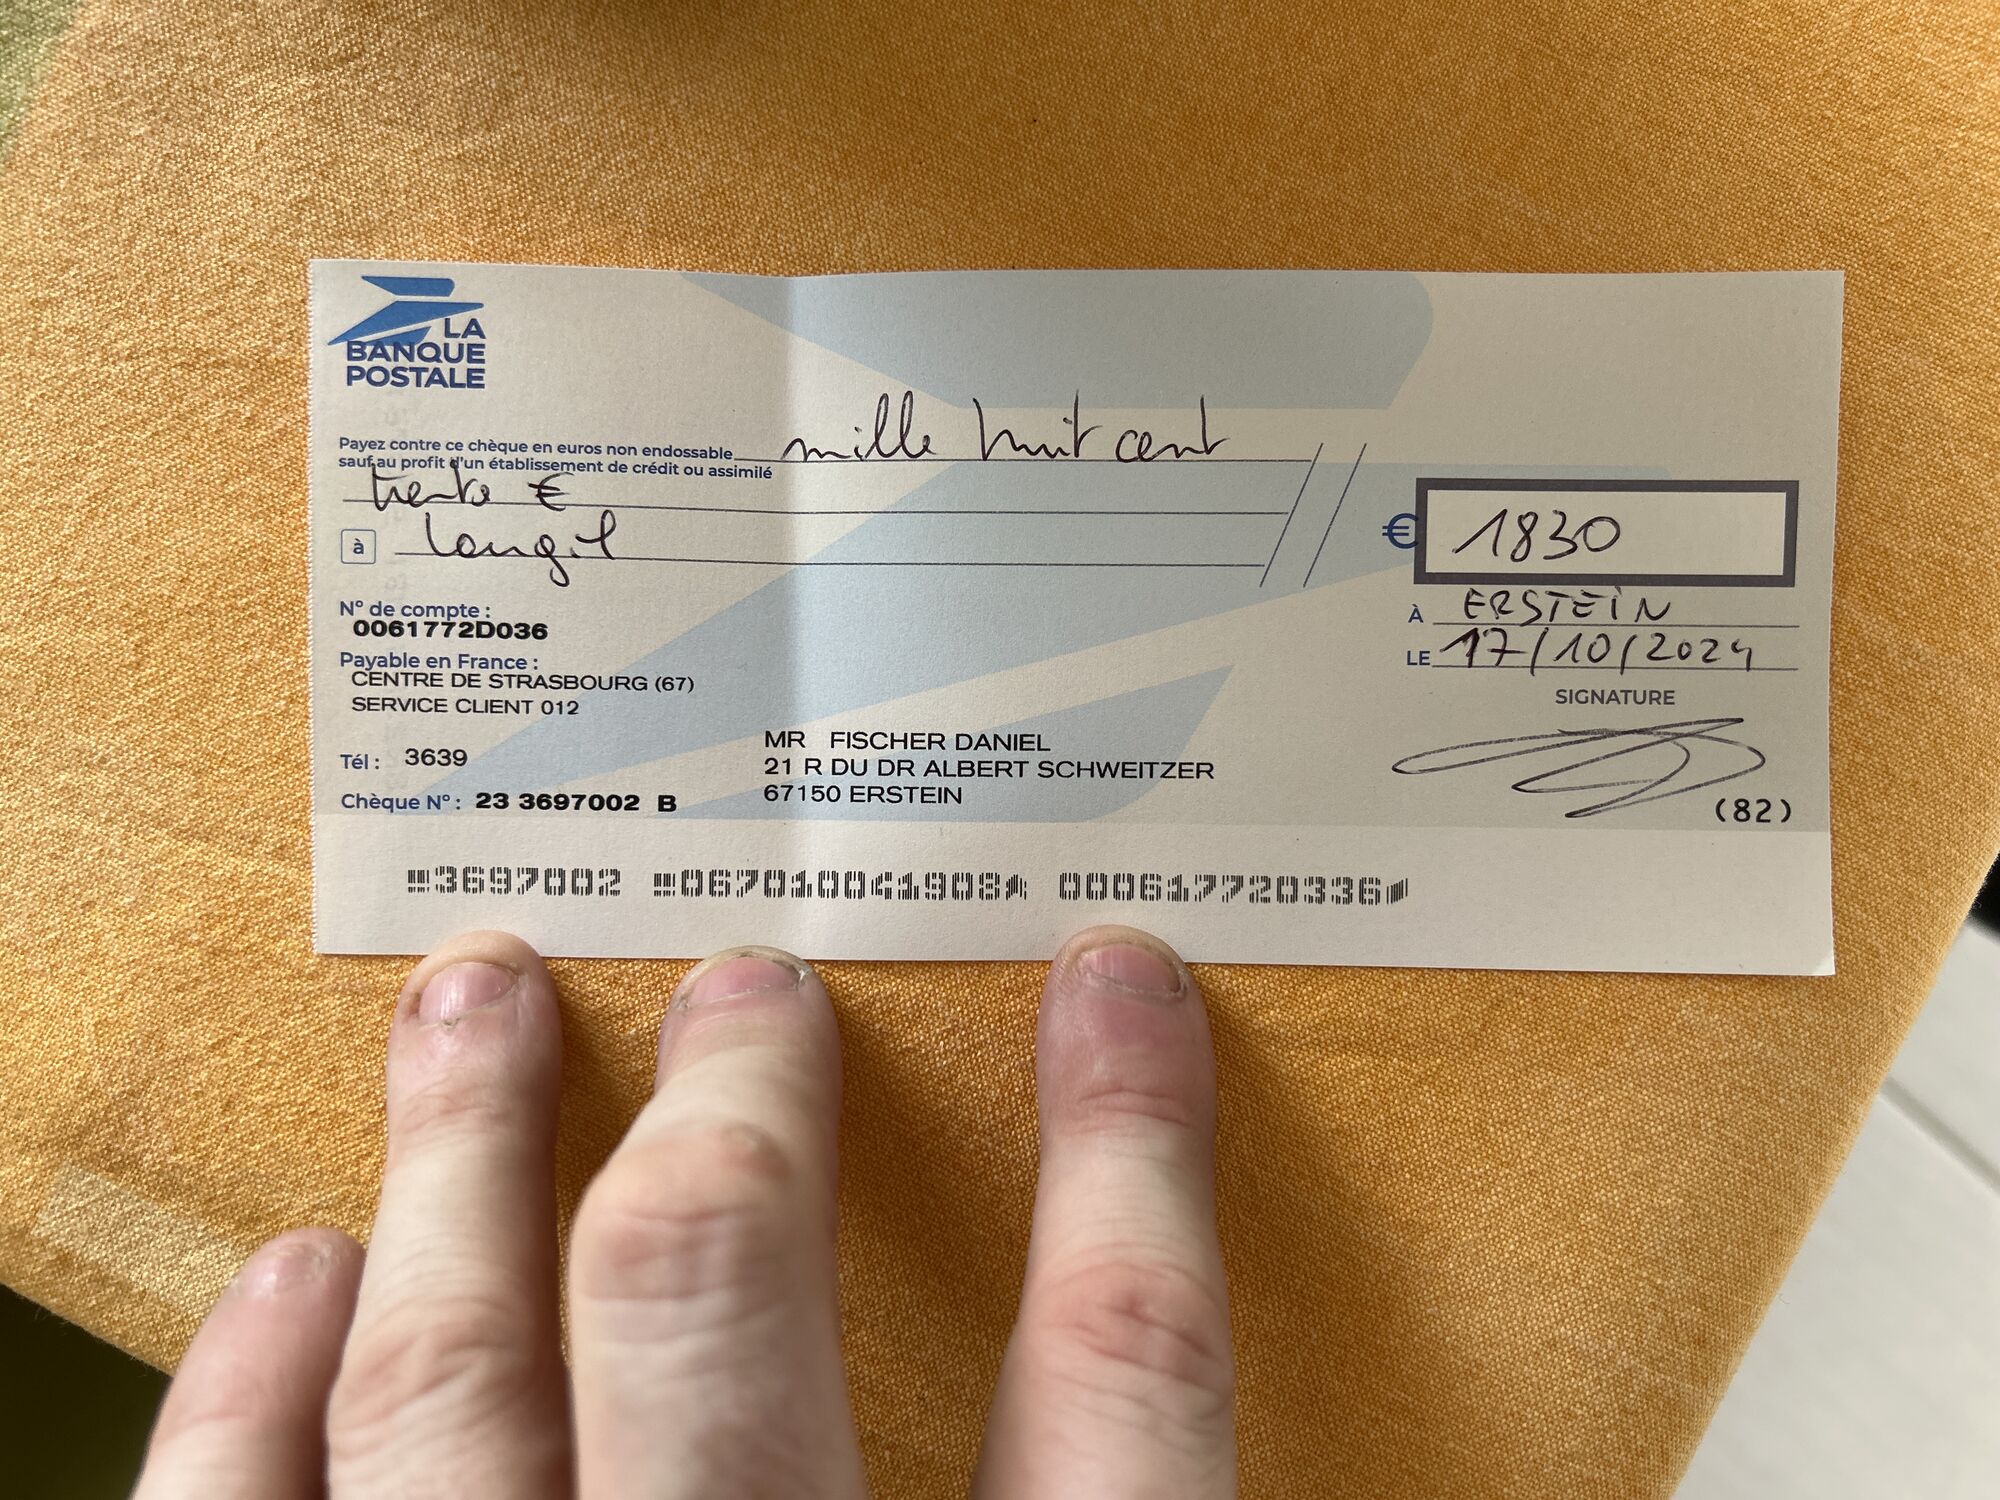 LA
BANQUE
POSTALE
Payez contre ce chèque en euros non endossable mille huit cent
sauf au profit d'un établissement de crédit ou assimilé
trente €
à
€ 1830
À ERSTEIN
LE 17/10/2024
SIGNATURE
N° de compte :
0061772D036
Payable en France :
CENTRE DE STRASBOURG (67)
SERVICE CLIENT 012
Tél : 3639
Chèque N° : 23 3697002 B
MR FISCHER DANIEL
21 R DU DR ALBERT SCHWEITZER
67150 ERSTEIN
(82)
3697002 067010041908 000617720336